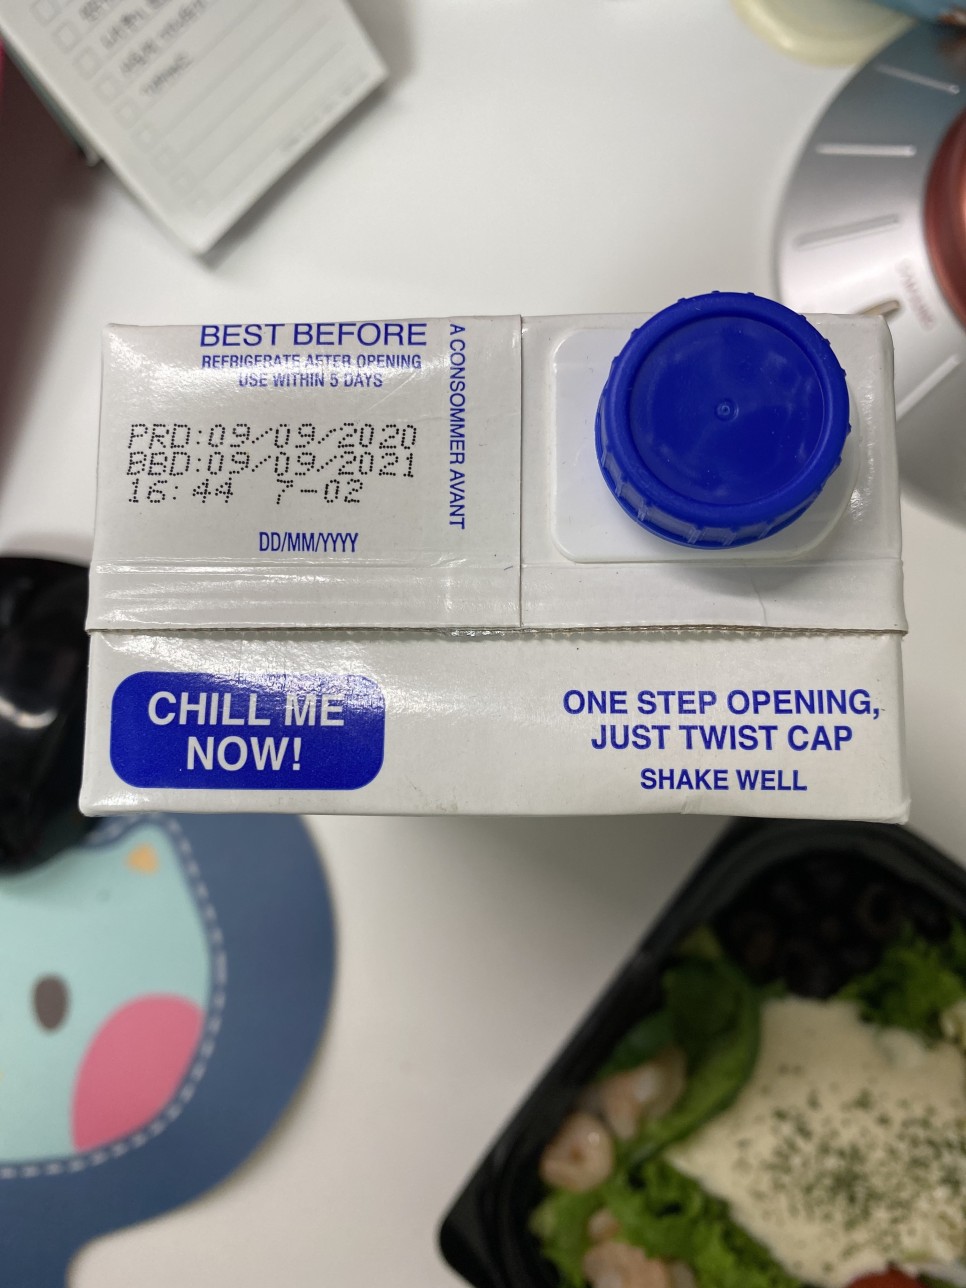 BEST BEFORE
REFRIGERATE AFTER OPENING
USE WITHIN 5 DAYS
A CONSOMMER AVANT
PRD:09/09/2020
BBD:09/09/2021
16:44 7-02
DD/MM/YYYY
CHILL ME
NOW!
ONE STEP OPENING,
JUST TWIST CAP
SHAKE WELL